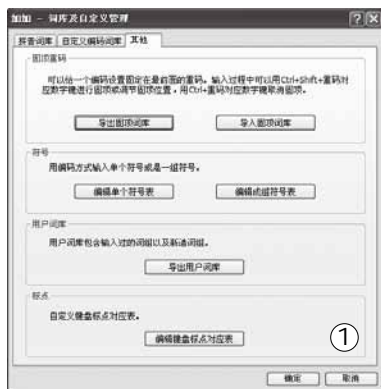 加加 - 词库及自定义管理
拼音词库 自定义编码词库 其他
固顶重码
可以给一个编码设置固定在最前面的重码。输入过程中可以用Ctrl+Shift+重码对
应数字键进行固顶或调节固顶位置，用Ctrl+重码对应数字键取消固顶。
导出固顶词库 导入固顶词库
符号
用编码方式输入单个符号或是一组符号。
编辑单个符号表 编辑成组符号表
用户词库
用户词库包含输入过的词组以及新造词组。
导出用户词库
标点
自定义键盘标点对应表。
编辑键盘标点对应表
①
确定 取消